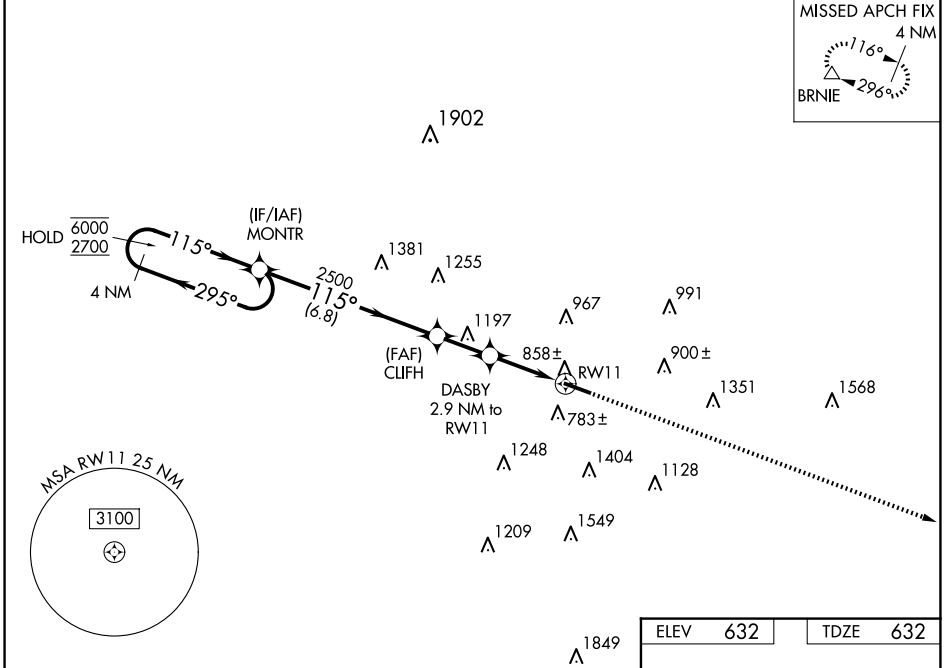 MISSED APCH FIX
4 NM
116°
296°
BRNIE
1902
(IF/IAF)
MONTR
HOLD 6000
2700
115°
295°
4 NM
1381
1255
2500
115°
(6.8)
1197
967
991
(FAF)
CLIFH
858±
RW11
900±
DASBY
2.9 NM to
RW11
783±
1351
1568
1248
1404
1128
MSA RW11 25 NM
3100
1209
1549
ELEV 632
TDZE 632
1849